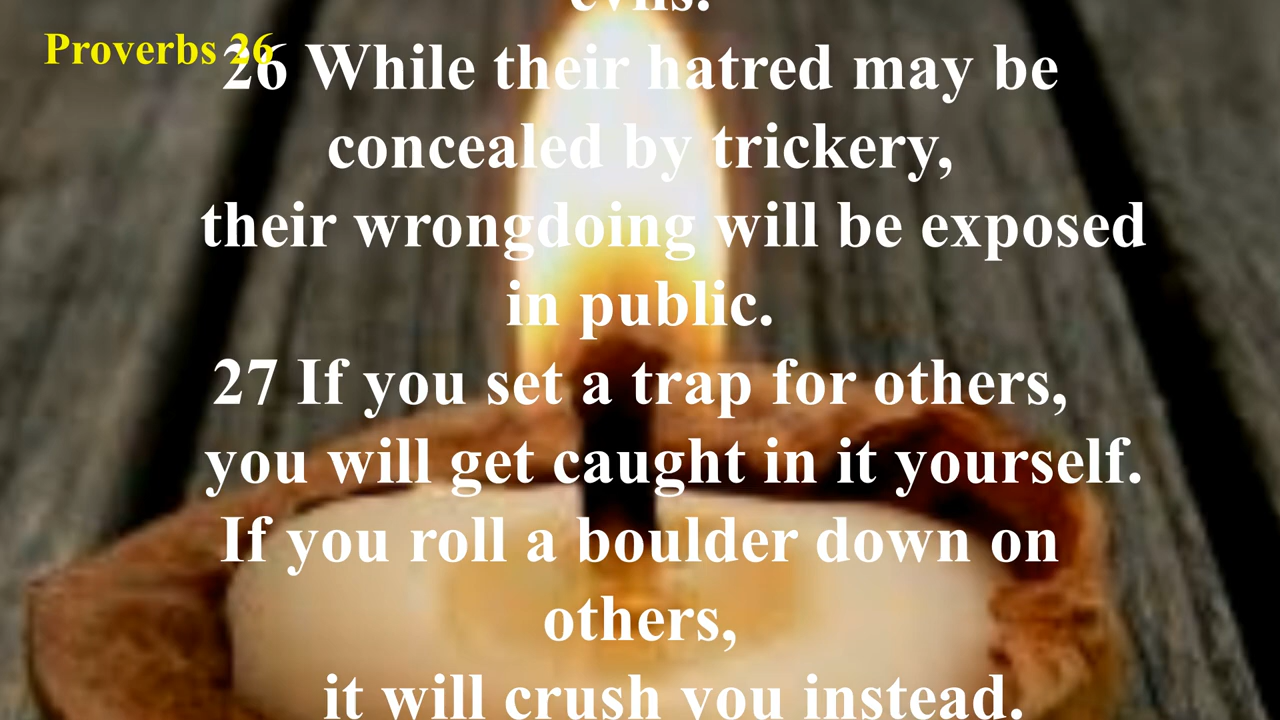 evils.
Proverbs 26
26 While their hatred may be
concealed by trickery,
their wrongdoing will be exposed
in public.
27 If you set a trap for others,
you will get caught in it yourself.
If you roll a boulder down on
others,
it will crush you instead.